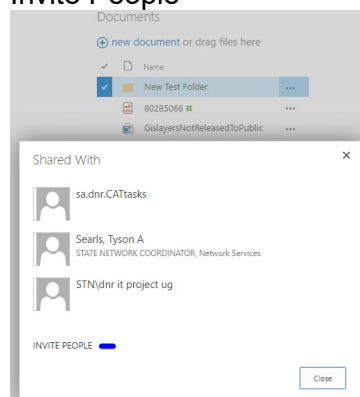 Invite People
Documents
new document or drag files here
Name
New Test Folder ...
80285066 ...
GislayersNotReleasedToPublic ...
Shared With
sa.dnr.CATtasks
Searls, Tyson A
STATE NETWORK COORDINATOR, Network Services
STN\dnr it project ug
INVITE PEOPLE
Close